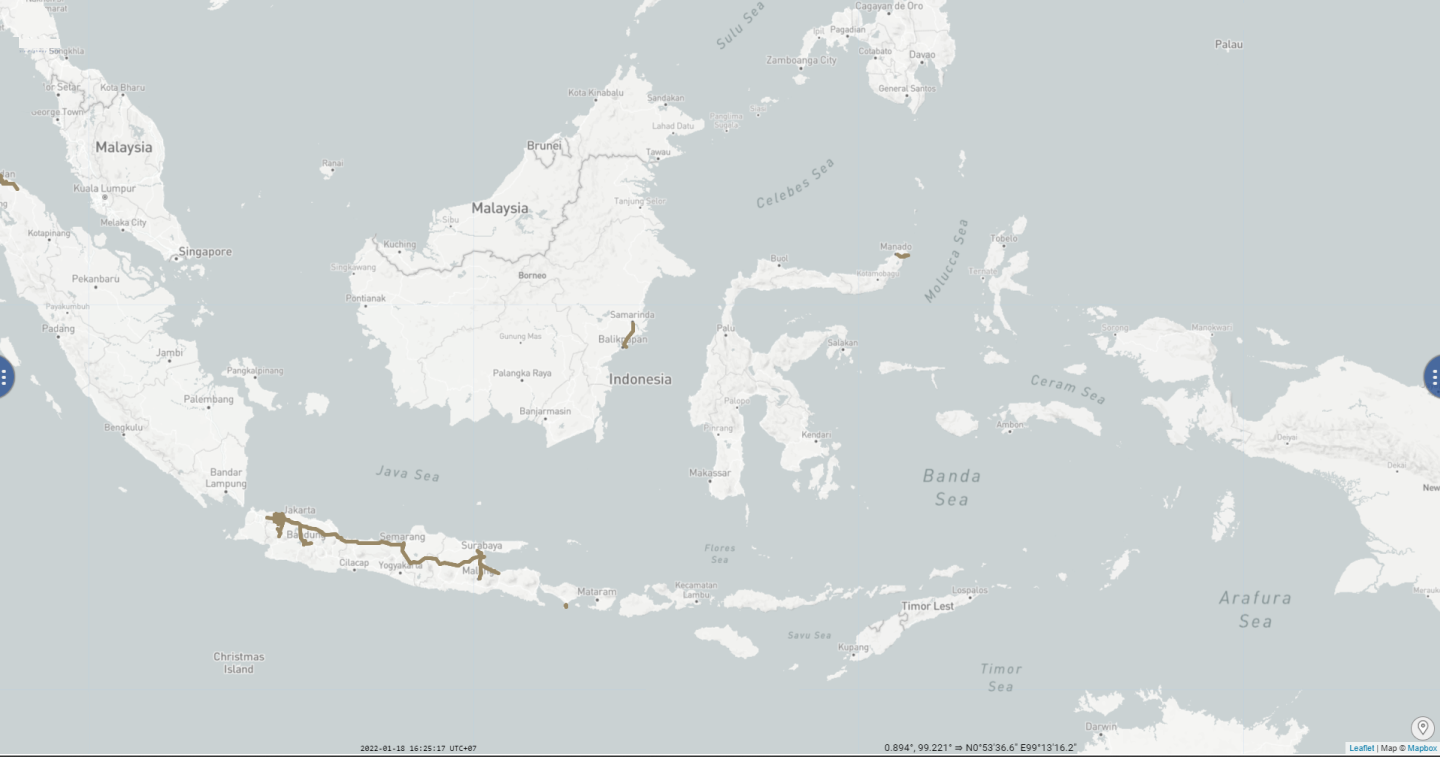 Cagayan de Oro
Sulu Sea
Ipil
Pagadian
Palau
Songkhla
Cotabato
Davao
Zamboanga City
Kota Bharu
General Santos
Kota Kinabalu
Sandakan
George Town
Lahad Datu
Malaysia
Brunei
Tawau
Ranai
Celebes Sea
Kuala Lumpur
Tanjung Selor
Malaysia
Sibu
Melaka City
Kotapinang
Kuching
Tobelo
Manado
Singapore
Molucca Sea
Buol
Singkawang
Borneo
Kotamobagu
Ternate
Pekanbaru
Pontianak
Payakumbuh
Samarinda
Padang
Palu
Sorong
Manokwari
Gunung Mas
Balikpapan
Salakan
Jambi
Pangkalpinang
Palangka Raya
Indonesia
Ceram Sea
Palembang
Palopo
Banjarmasin
Bengkulu
Pinrang
Ambon
Kendari
Deiyai
Java Sea
Bandar
Lampung
Makassar
Banda
Sea
Dekai
New
Jakarta
Bandung
Semarang
Surabaya
Flores
Sea
Cilacap
Yogyakarta
Mataram
Kecamatan
Lambu
Lospalos
Timor Lest
Arafura
Sea
Savu Sea
Kupang
Christmas
Island
Timor
Sea
Darwin
2022-01-18 16:25:17 UTC+07
0.894°, 99.221° ⇒ N0°53'36.6" E99°13'16.2"
Leaflet | Map © Mapbox